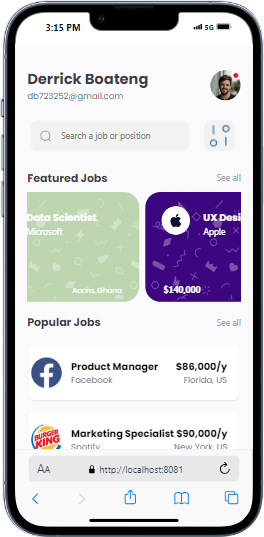 3:15 PM
5G
Derrick Boateng
db723252@gmail.com
Search a job or position
Featured Jobs
See all
Data Scientist
Microsoft
Accra, Ghana
UX Desi
Apple
$140,000
Popular Jobs
See all
Product Manager
$86,000/y
Facebook
Florida, US
BURGER KING
Marketing Specialist
$90,000/y
Spotify
New York, US
AA
http://localhost:8081